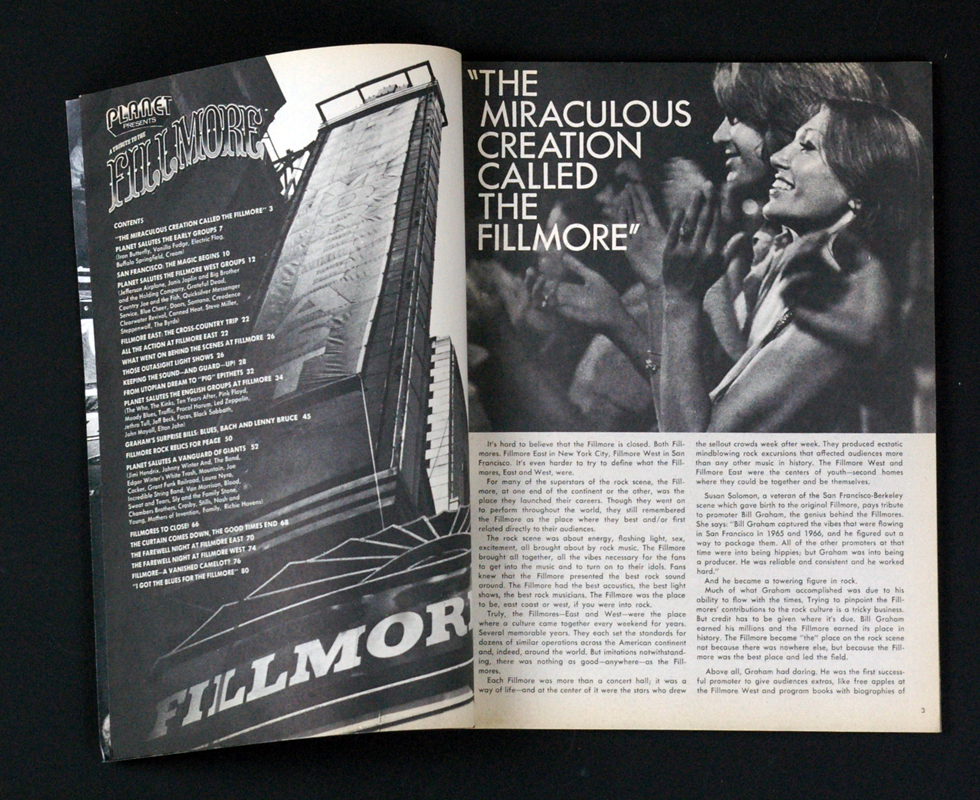 PLANET
PRESENTS
A TRIBUTE TO THE
FILLMORE
CONTENTS
"THE MIRACULOUS CREATION CALLED THE FILLMORE" 3
PLANET SALUTES THE EARLY GROUPS 7
(Iron Butterfly, Vanilla Fudge, Electric Flag,
Buffalo Springfield, Cream)
SAN FRANCISCO: THE MAGIC BEGINS 10
PLANET SALUTES THE FILLMORE WEST GROUPS 12
(Jefferson Airplane, Janis Joplin and Big Brother
and the Holding Company, Grateful Dead,
Country Joe and the Fish, Quicksilver Messenger
Service, Blue Cheer, Doors, Santana, Creedence
Clearwater Revival, Canned Heat, Steve Miller,
Steppenwolf, The Byrds)
FILLMORE EAST: THE CROSS-COUNTRY TRIP 22
ALL THE ACTION AT FILLMORE EAST 22
WHAT WENT ON BEHIND THE SCENES AT FILLMORE 26
THOSE OUTASIGHT LIGHT SHOWS 26
KEEPING THE SOUND—AND GUARD—UP! 28
FROM UTOPIAN DREAM TO "PIG" EPITHETS 32
PLANET SALUTES THE ENGLISH GROUPS AT FILLMORE 34
(The Who, The Kinks, Ten Years After, Pink Floyd,
Moody Blues, Traffic, Procol Harum, Led Zeppelin,
Jethro Tull, Jeff Beck, Faces, Black Sabbath,
John Mayall, Elton John)
GRAHAM'S SURPRISE BILLS: BLUES, BACH AND LENNY BRUCE 45
FILLMORE ROCK RELICS FOR PEACE 50
PLANET SALUTES A VANGUARD OF GIANTS 52
(Jimi Hendrix, Johnny Winter And, The Band,
Edgar Winter's White Trash, Mountain, Joe
Cocker, Grant Funk Railroad, Laura Nyro,
Incredible String Band, Van Morrison, Blood,
Sweat and Tears, Sly and the Family Stone,
Chambers Brothers, Crosby, Stills, Nash and
Young, Mothers of Invention, Family, Richie Havens)
FILLMORES TO CLOSE! 66
THE CURTAIN COMES DOWN, THE GOOD TIMES END 68
THE FAREWELL NIGHT AT FILLMORE EAST 70
THE FAREWELL NIGHT AT FILLMORE WEST 74
FILLMORE—A VANISHED CAMELOT? 76
"I GOT THE BLUES FOR THE FILLMORE" 80
FILLMOR
"THE
MIRACULOUS
CREATION
CALLED
THE
FILLMORE"
It's hard to believe that the Fillmore is closed. Both Fill-
mores. Fillmore East in New York City, Fillmore West in San
Francisco. It's even harder to try to define what the Fill-
mores, East and West, were.
For many of the superstars of the rock scene, the Fill-
more, at one end of the continent or the other, was the
place they launched their careers. Though they went on
to perform throughout the world, they still remembered
the Fillmore as the place where they best and/or first
related directly to their audiences.
The rock scene was about energy, flashing light, sex,
excitement, all brought about by rock music. The Fillmore
brought all together, all the vibes necessary for the fans
to get into the music and to turn on to their idols. Fans
knew that the Fillmore presented the best rock sound
around. The Fillmore had the best acoustics, the best light
shows, the best rock musicians. The Fillmore was the place
to be, east coast or west, if you were into rock.
Truly, the Fillmores—East and West—were the place
where a culture came together every weekend for years.
Several memorable years. They each set the standards for
dozens of similar operations across the American continent
and, indeed, around the world. But imitations notwithstand-
ing, there was nothing as good—anywhere—as the Fill-
mores.
Each Fillmore was more than a concert hall; it was a
way of life—and at the center of it were the stars who drew
the sellout crowds week after week. They produced ecstatic
mindblowing rock excursions that affected audiences more
than any other music in history. The Fillmore West and
Fillmore East were the centers of youth—second homes
where they could be together and be themselves.
Susan Solomon, a veteran of the San Francisco-Berkeley
scene which gave birth to the original Fillmore, pays tribute
to promoter Bill Graham, the genius behind the Fillmores.
She says: "Bill Graham captured the vibes that were flowing
in San Francisco in 1965 and 1966, and he figured out a
way to package them. All of the other promoters at that
time were into being hippies; but Graham was into being
a producer. He was reliable and consistent and he worked
hard."
And he became a towering figure in rock.
Much of what Graham accomplished was due to his
ability to flow with the times. Trying to pinpoint the Fill-
mores' contributions to the rock culture is a tricky business.
But credit has to be given where it's due. Bill Graham
earned his millions and the Fillmore earned its place in
history. The Fillmore became "the" place on the rock scene
not because there was nowhere else, but because the Fill-
more was the best place and led the field.
Above all, Graham had daring. He was the first success-
ful promoter to give audiences extras, like free apples at
the Fillmore West and program books with biographies of
3